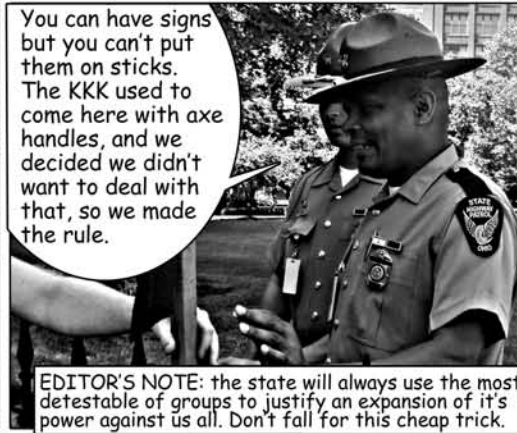 You can have signs
but you can't put
them on sticks.
The KKK used to
come here with axe
handles, and we
decided we didn't
want to deal with
that, so we made
the rule.
STATE
HIGHWAY
PATROL
OHIO
EDITOR'S NOTE: the state will always use the most
detestable of groups to justify an expansion of it's
power against us all. Don't fall for this cheap trick.